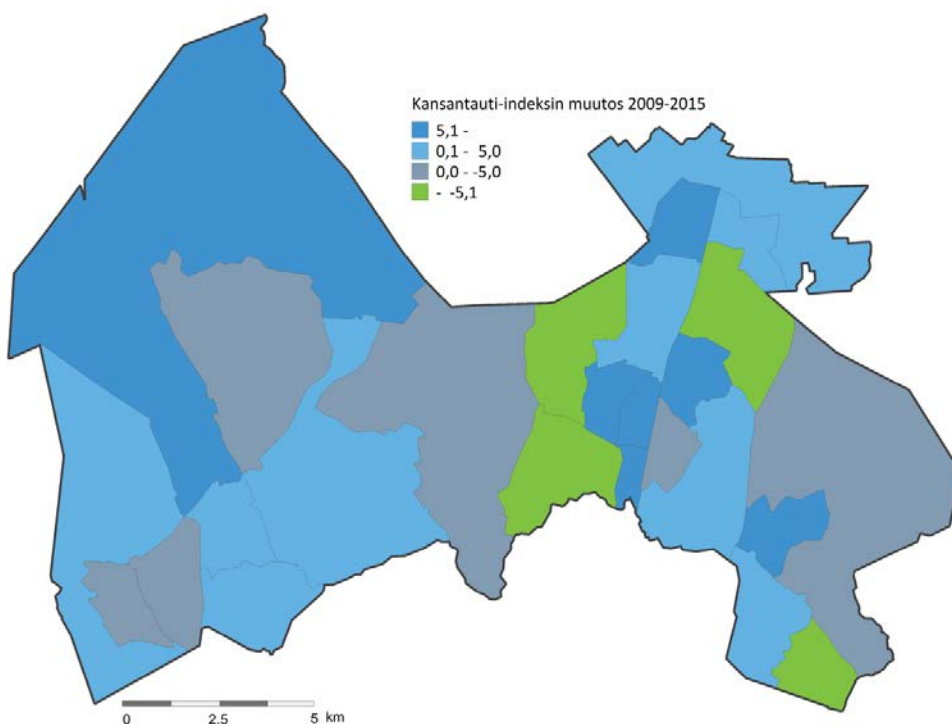 Kansantauti-indeksin muutos 2009-2015
5,1 -
0,1 - 5,0
0,0 - -5,0
- -5,1
0 2.5 5 km